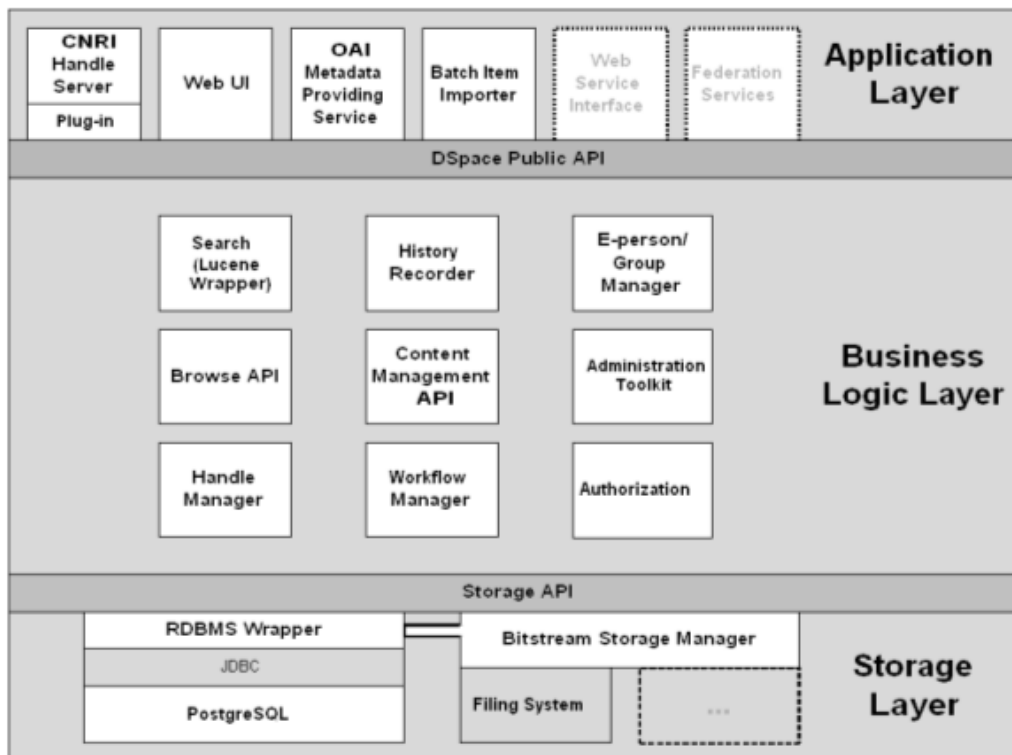 CNRI
Handle
Server
Plug-in
Web UI
OAI
Metadata
Providing
Service
Batch Item
Importer
Web
Service
Interface
Federation
Services
Application
Layer
DSpace Public API
Search
(Lucene
Wrapper)
History
Recorder
E-person/
Group
Manager
Browse API
Content
Management
API
Administration
Toolkit
Business
Logic Layer
Handle
Manager
Workflow
Manager
Authorization
Storage API
RDBMS Wrapper
JDBC
PostgreSQL
Bitstream Storage Manager
Filing System
...
Storage
Layer